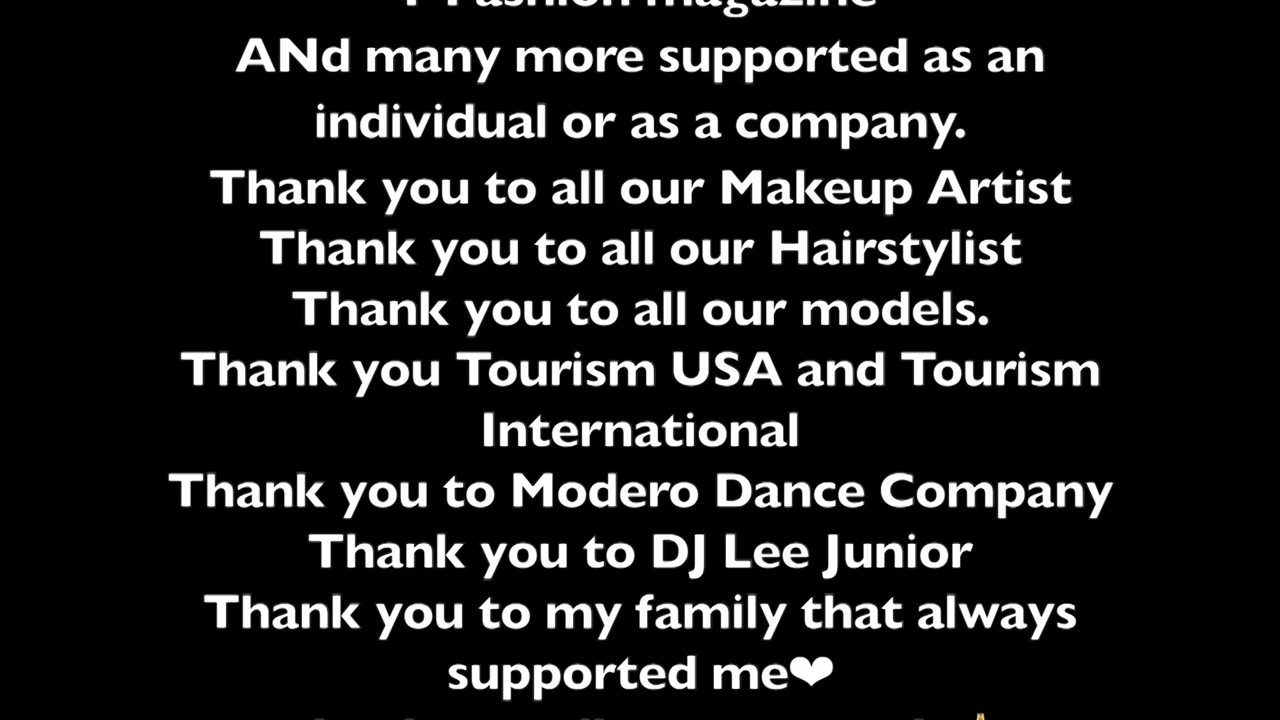 Fashion magazine
ANd many more supported as an
individual or as a company.
Thank you to all our Makeup Artist
Thank you to all our Hairstylist
Thank you to all our models.
Thank you Tourism USA and Tourism
International
Thank you to Modero Dance Company
Thank you to DJ Lee Junior
Thank you to my family that always
supported me❤